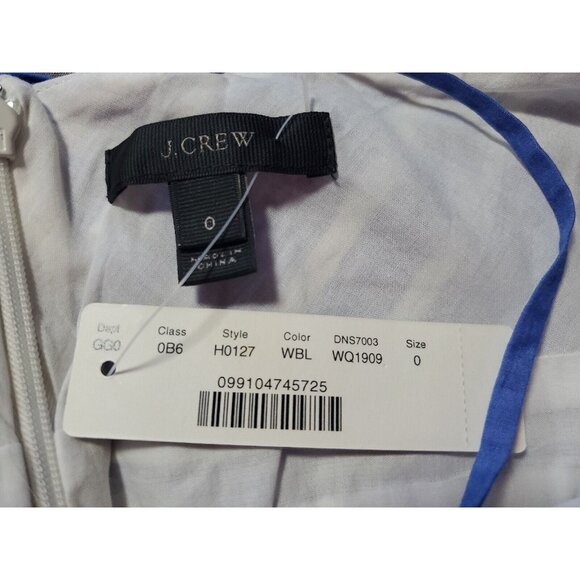 J.CREW
0
MADE IN
CHINA
Dept Class Style Color DNS7003 Size
GG0 0B6 H0127 WBL WQ1909 0
099104745725